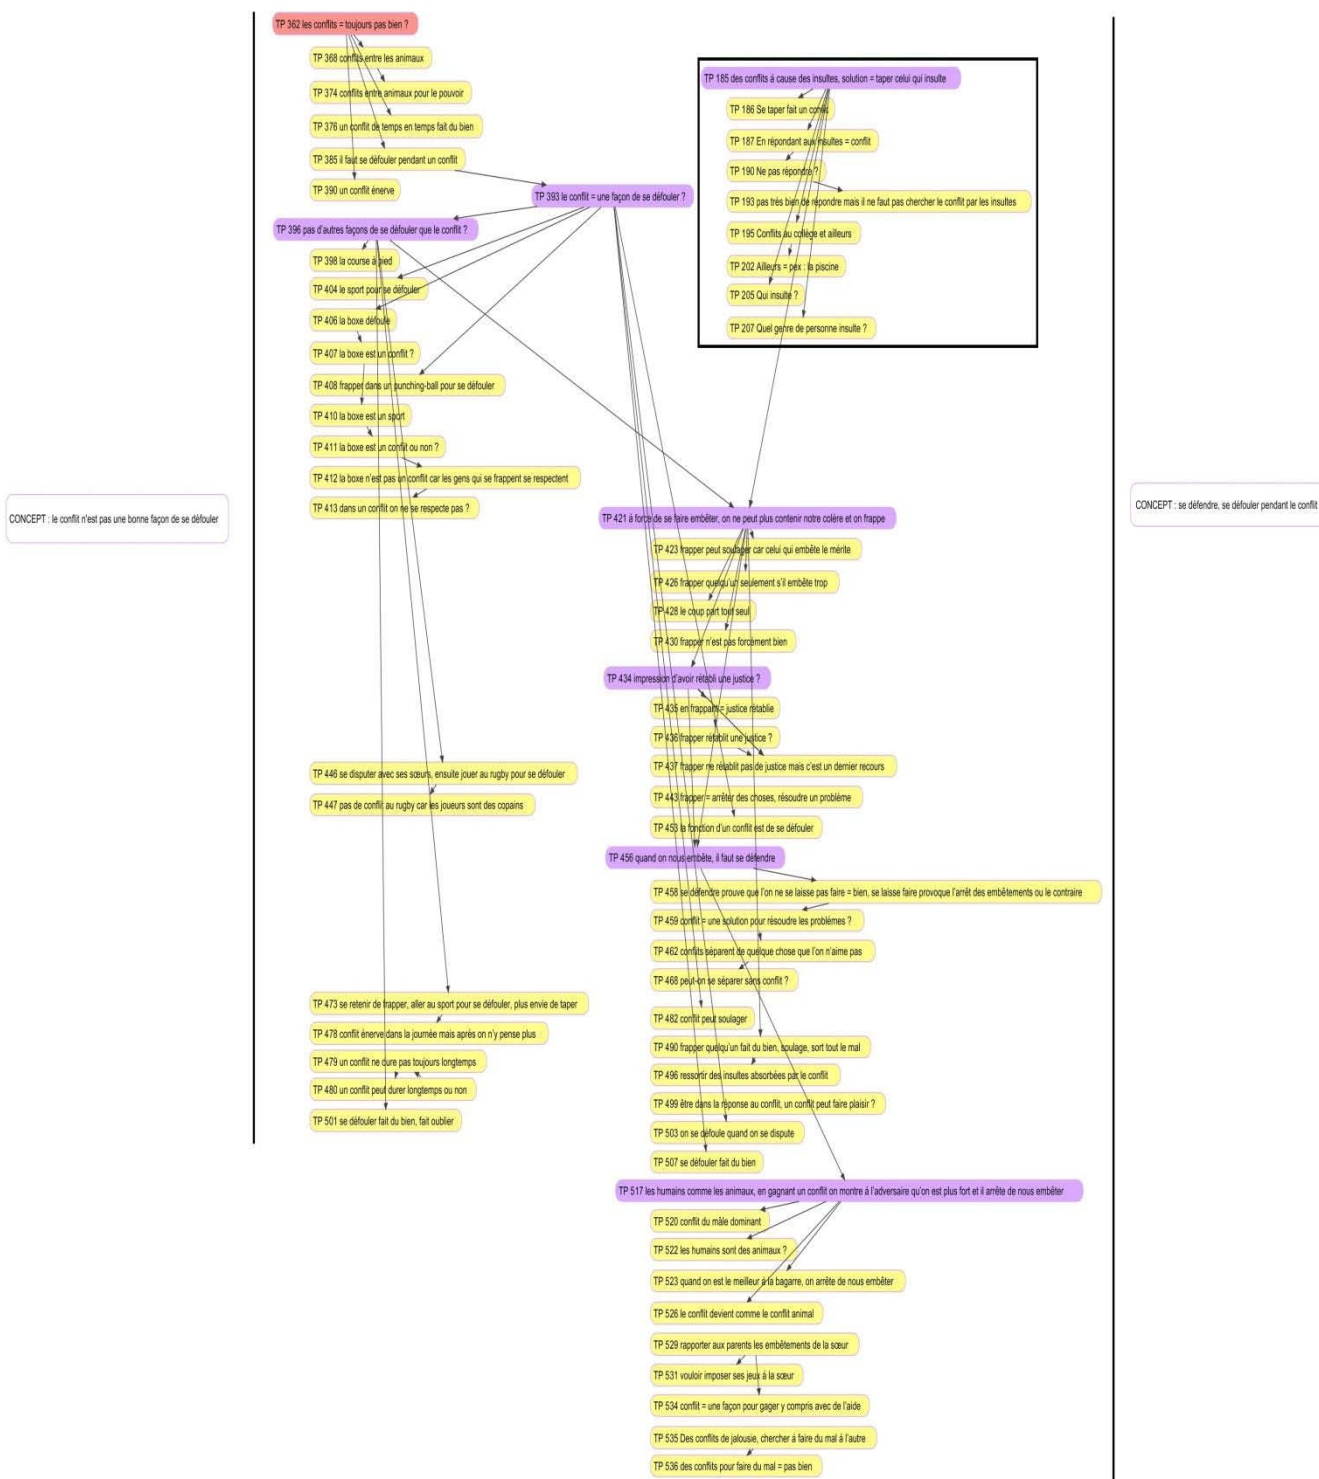 TP 362 les conflits = toujours pas bien ?
TP 368 conflits entre les animaux
TP 374 conflits entre animaux pour le pouvoir
TP 376 un conflit de temps en temps fait du bien
TP 385 il faut se défouler pendant un conflit
TP 390 un conflit énerve
TP 393 le conflit = une façon de se défouler ?
TP 396 pas d'autres façons de se défouler que le conflit ?
TP 398 la course à pied
TP 404 le sport pour se défouler
TP 406 la boxe défoule
TP 407 la boxe est un conflit ?
TP 408 frapper dans un punching-ball pour se défouler
TP 410 la boxe est un sport
TP 411 la boxe est un conflit ou non ?
TP 412 la boxe n'est pas un conflit car les gens qui se frappent se respectent
TP 413 dans un conflit on ne se respecte pas ?
TP 185 des conflits á cause des insultes, solution = taper celui qui insulte
TP 186 Se taper fait un conflit
TP 187 En répondant aux insultes = conflit
TP 190 Ne pas répondre ?
TP 193 pas trés bien de répondre mais il ne faut pas chercher le conflit par les insultes
TP 195 Conflits au collège et ailleurs
TP 202 Ailleurs = pex : la piscine
TP 205 Qui insulte ?
TP 207 Quel genre de personne insulte ?
CONCEPT : le conflit n'est pas une bonne façon de se défouler
CONCEPT : se défendre, se défouler pendant le conflit
TP 421 á force de se faire embêter, on ne peut plus contenir notre colère et on frappe
TP 423 frapper peut soulager car celui qui embête le mérite
TP 426 frapper quelqu'un seulement s'il embête trop
TP 428 le coup part tout seul
TP 430 frapper n'est pas forcément bien
TP 434 impression d'avoir rétabli une justice ?
TP 435 en frappant = justice rétablie
TP 436 frapper rétablit une justice ?
TP 437 frapper ne rétablit pas de justice mais c'est un dernier recours
TP 443 frapper = arrêter des choses, résoudre un problème
TP 453 la fonction d'un conflit est de se défouler
TP 446 se disputer avec ses sœurs, ensuite jouer au rugby pour se défouler
TP 447 pas de conflit au rugby car les joueurs sont des copains
TP 456 quand on nous embête, il faut se défendre
TP 458 se défendre prouve que l'on ne se laisse pas faire = bien, se laisse faire provoque l'arrêt des embêtements ou le contraire
TP 459 conflit = une solution pour résoudre les problèmes ?
TP 462 conflits séparent de quelque chose que l'on n'aime pas
TP 468 peut-on se séparer sans conflit ?
TP 473 se retenir de frapper, aller au sport pour se défouler, plus envie de taper
TP 478 conflit énerve dans la journée mais après on n'y pense plus
TP 479 un conflit ne dure pas toujours longtemps
TP 480 un conflit peut durer longtemps ou non
TP 501 se défouler fait du bien, fait oublier
TP 482 conflit peut soulager
TP 490 frapper quelqu'un fait du bien, soulage, sort tout le mal
TP 496 ressortir des insultes absorbées par le conflit
TP 499 être dans la réponse au conflit, un conflit peut faire plaisir ?
TP 503 on se défoule quand on se dispute
TP 507 se défouler fait du bien
TP 517 les humains comme les animaux, en gagnant un conflit on montre á l'adversaire qu'on est plus fort et il arrête de nous embêter
TP 520 conflit du mâle dominant
TP 522 les humains sont des animaux ?
TP 523 quand on est le meilleur á la bagarre, on arrête de nous embêter
TP 526 le conflit devient comme le conflit animal
TP 529 rapporter aux parents les embêtements de la sœur
TP 531 vouloir imposer ses jeux á la sœur
TP 534 conflit = une façon pour gager y compris avec de l'aide
TP 535 Des conflits de jalousie, chercher á faire du mal á l'autre
TP 536 des conflits pour faire du mal = pas bien